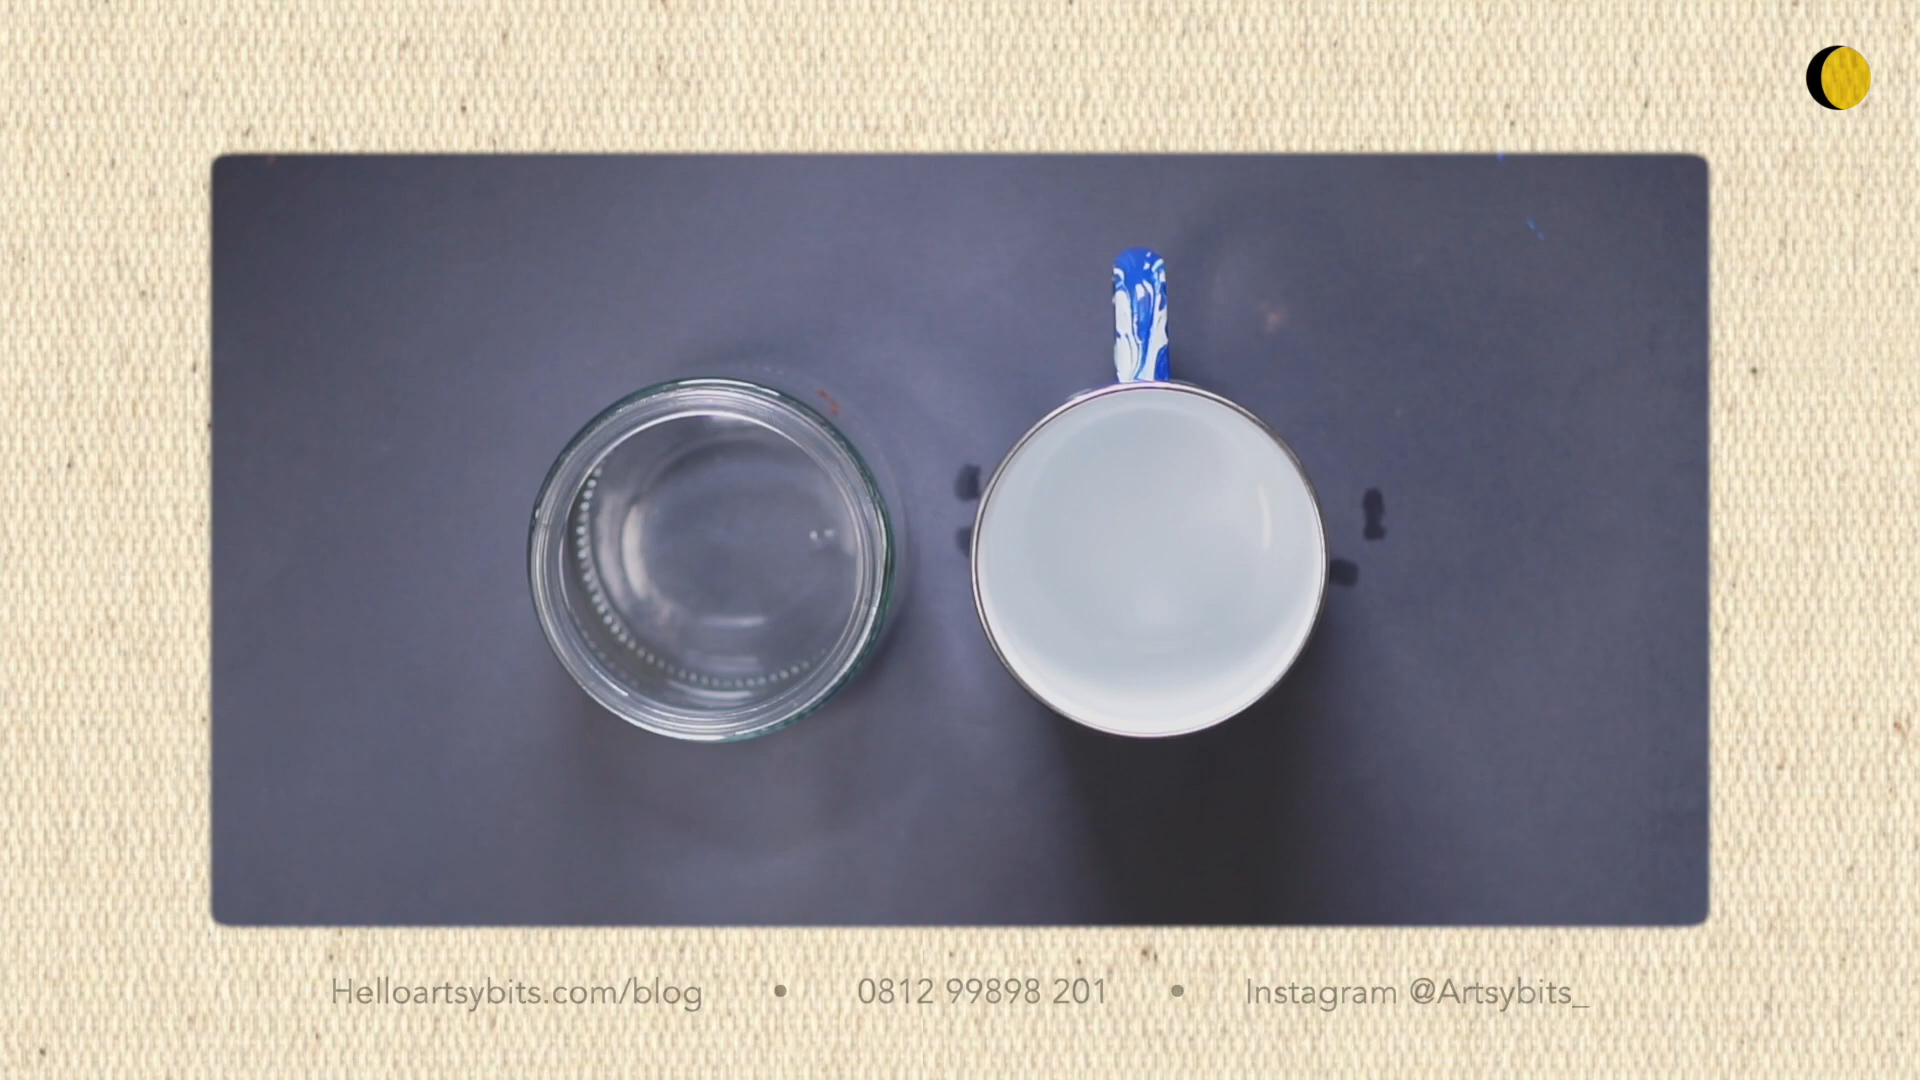 Helloartsybits.com/blog • 0812 99898 201 • Instagram @Artsybits_